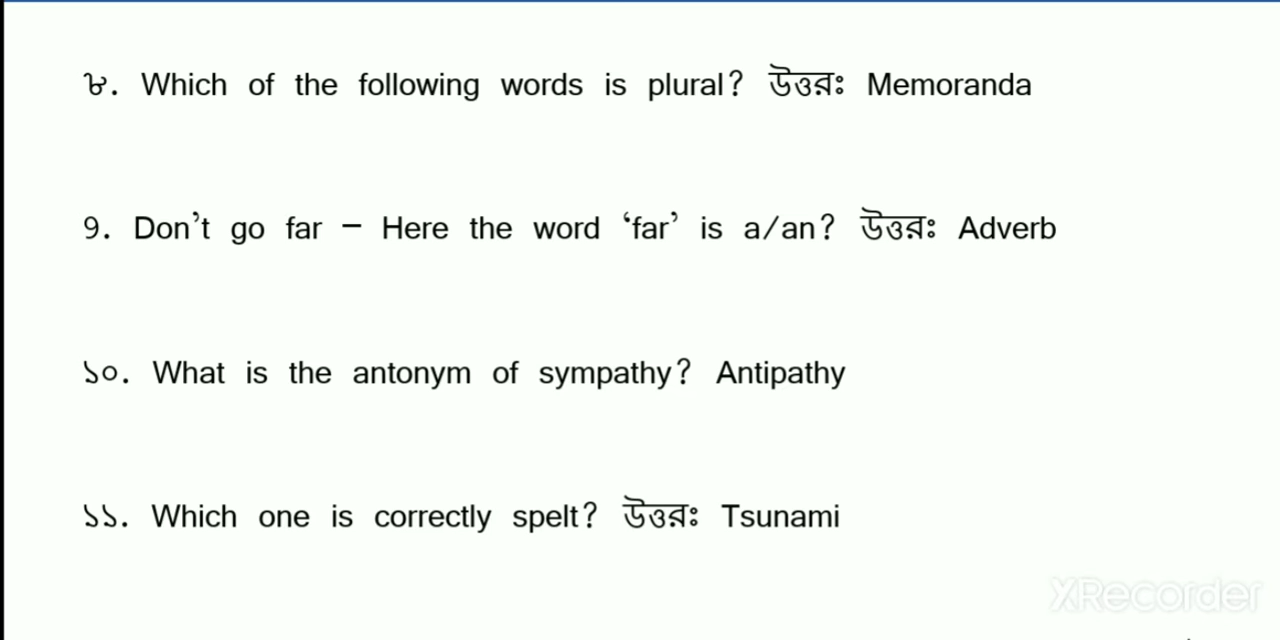 ৮. Which of the following words is plural? উত্তরঃ Memoranda
9. Don’t go far – Here the word ‘far’ is a/an? উত্তরঃ Adverb
১০. What is the antonym of sympathy? Antipathy
১১. Which one is correctly spelt? উত্তরঃ Tsunami
XRecorder